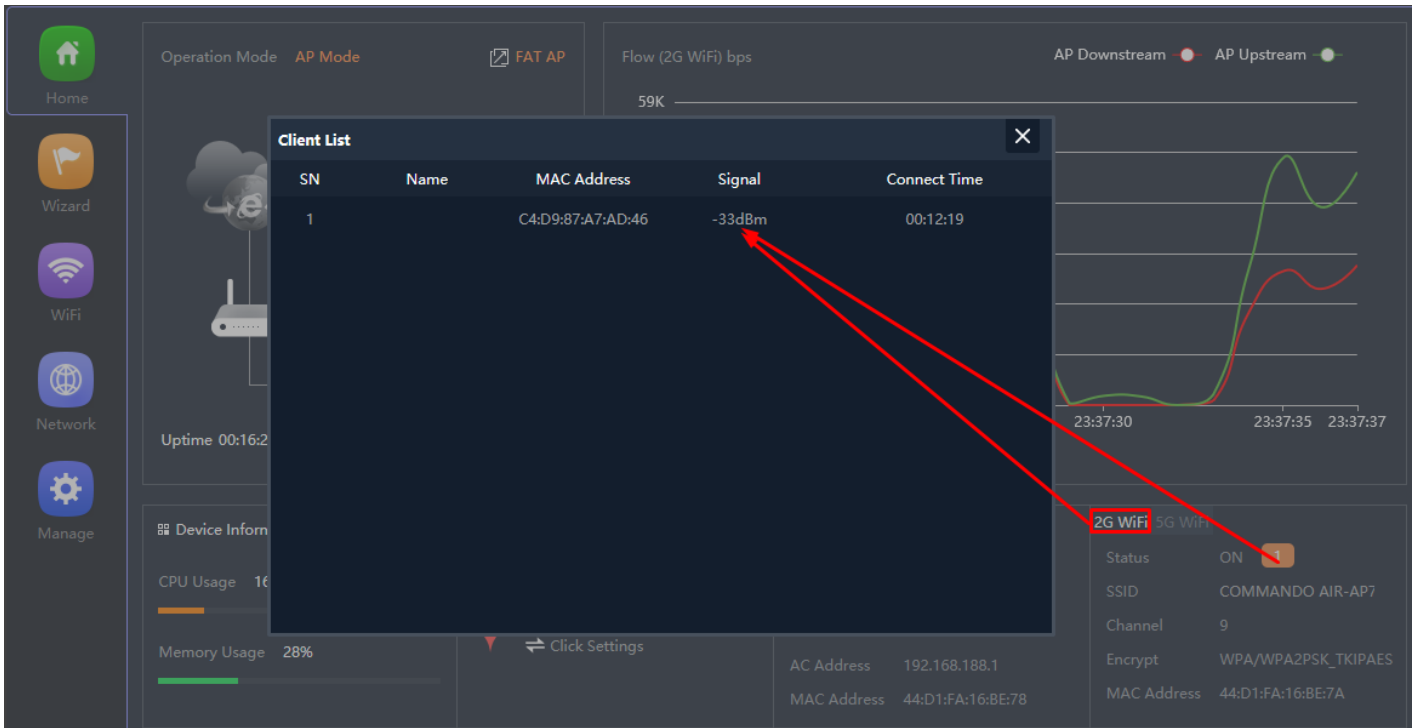 Home
Wizard
WiFi
Network
Manage
Operation Mode AP Mode FAT AP
Uptime 00:16:2
Flow (2G WiFi) bps AP Downstream AP Upstream
59K
23:37:30 23:37:35 23:37:37
Client List
SN Name MAC Address Signal Connect Time
1 C4:D9:87:A7:AD:46 -33dBm 00:12:19
Device Inform
CPU Usage 16
Memory Usage 28%
Click Settings
AC Address 192.168.188.1
MAC Address 44:D1:FA:16:BE:78
2G WiFi 5G WiFi
Status ON 1
SSID COMMANDO AIR-AP7
Channel 9
Encrypt WPA/WPA2PSK_TKIPAES
MAC Address 44:D1:FA:16:BE:7A